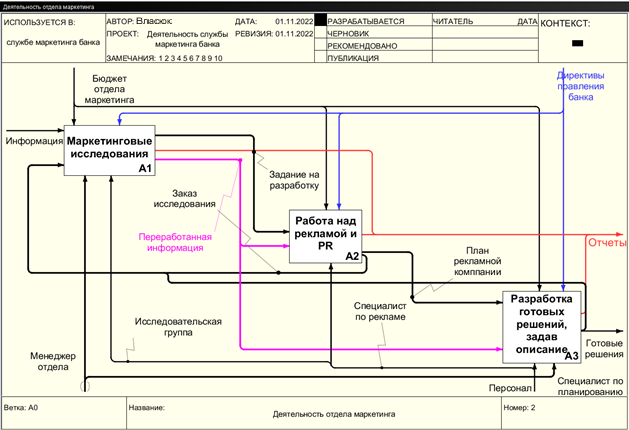 Деятельность отдела маркетинга
ИСПОЛЬЗУЕТСЯ В:
службе маркетинга банка
АВТОР: Власюк
ДАТА: 01.11.2022
ПРОЕКТ: Деятельность службы
маркетинга банка
РЕВИЗИЯ: 01.11.2022
ЗАМЕЧАНИЯ: 1 2 3 4 5 6 7 8 9 10
РАЗРАБАТЫВАЕТСЯ
ЧЕРНОВИК
РЕКОМЕНДОВАНО
ПУБЛИКАЦИЯ
ЧИТАТЕЛЬ
ДАТА
КОНТЕКСТ:
Бюджет
отдела
маркетинга
Директивы
правления
банка
Информация
Маркетинговые
исследования
A1
Задание на
разработку
Заказ
исследования
Переработанная
информация
Работа над
рекламой и
PR
A2
Отчеты
План
рекламной
компании
Разработка
готовых
решений,
задав
описание
A3
Специалист
по рекламе
Исследовательская
группа
Готовые
решения
Менеджер
отдела
Персонал
Специалист по
планированию
Ветка: A0
Название:
Деятельность отдела маркетинга
Номер: 2